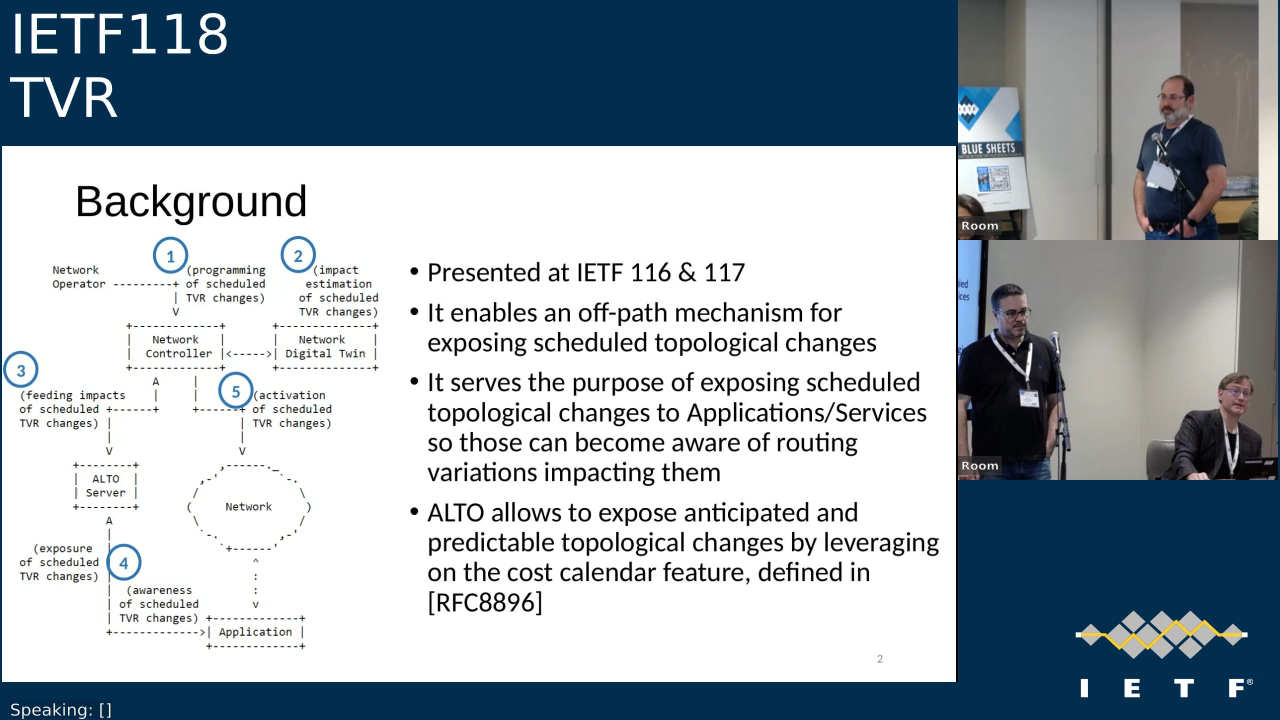 IETF118
TVR
Background
1
2
Network
Operator ---------+
(programming
of scheduled
TVR changes)
(impact
estimation
of scheduled
TVR changes)
V
Network
Controller
<----->
Network
Digital Twin
3
5
A
(feeding impacts
of scheduled
TVR changes)
(activation
of scheduled
TVR changes)
V
V
ALTO
Server
Network
A
(exposure
of scheduled
TVR changes)
4
(awareness
of scheduled
TVR changes)
v
Application
• Presented at IETF 116 & 117
• It enables an off-path mechanism for
exposing scheduled topological changes
• It serves the purpose of exposing scheduled
topological changes to Applications/Services
so those can become aware of routing
variations impacting them
• ALTO allows to expose anticipated and
predictable topological changes by leveraging
on the cost calendar feature, defined in
[RFC8896]
2
BLUE SHEETS
Room
Room
I E T F®
Speaking: []